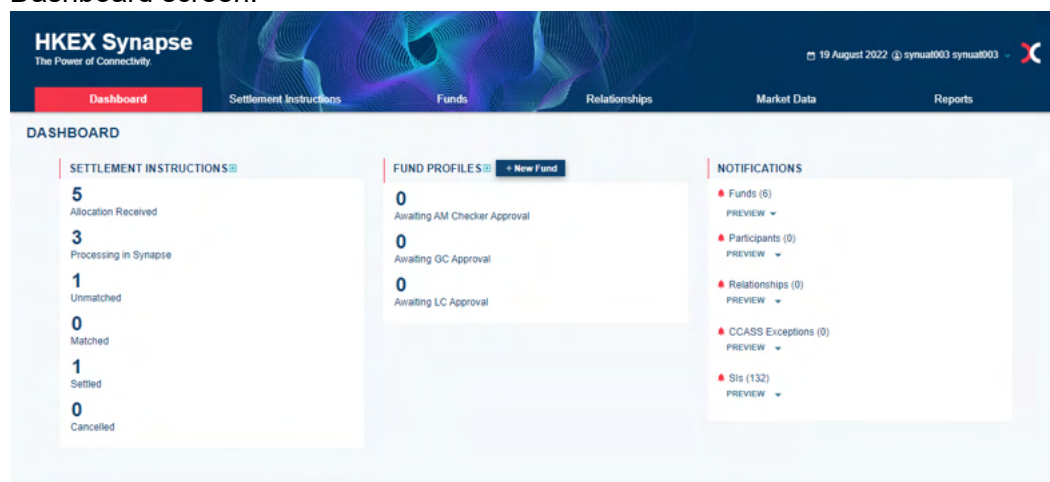 Dashboard screen:
HKEX Synapse
The Power of Connectivity.
19 August 2022 synuat003 synuat003
Dashboard Settlement Instructions Funds Relationships Market Data Reports
DASHBOARD
SETTLEMENT INSTRUCTIONS
5
Allocation Received
3
Processing in Synapse
1
Unmatched
0
Matched
1
Settled
0
Cancelled
FUND PROFILES + New Fund
0
Awaiting AM Checker Approval
0
Awaiting GC Approval
0
Awaiting LC Approval
NOTIFICATIONS
Funds (6)
PREVIEW
Participants (0)
PREVIEW
Relationships (0)
PREVIEW
CCASS Exceptions (0)
PREVIEW
SIs (132)
PREVIEW